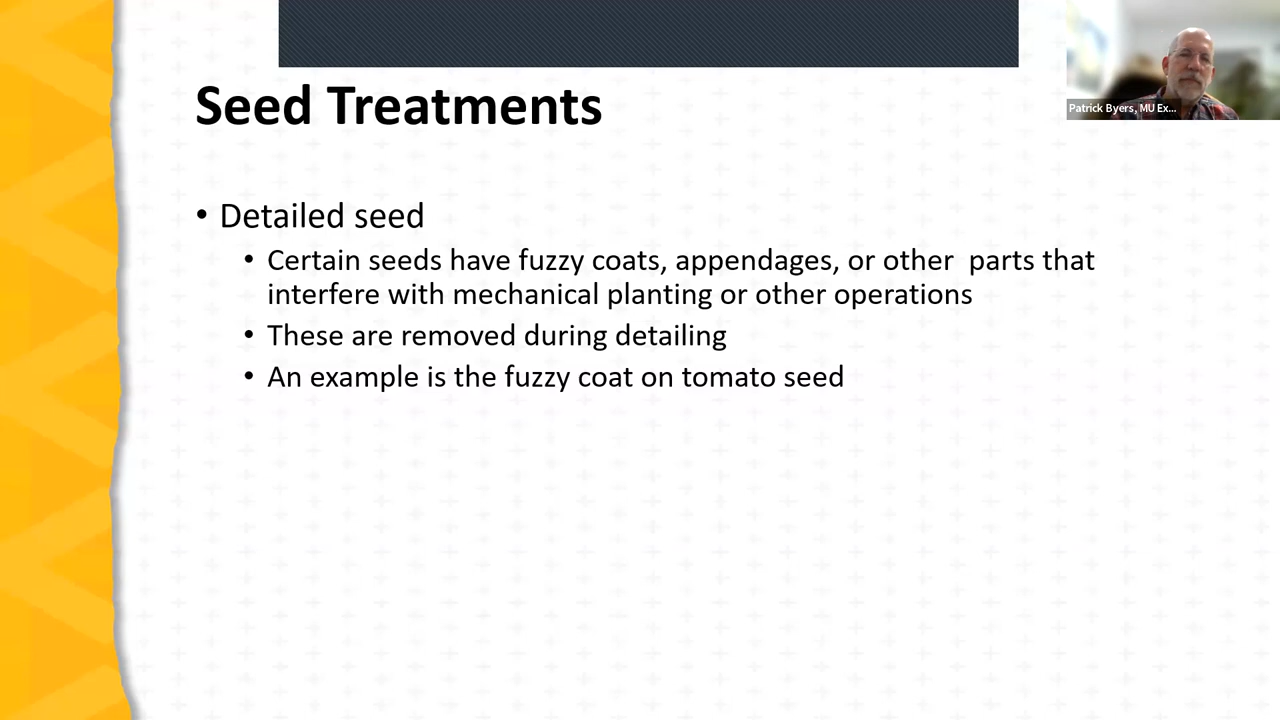 Patrick Byers, MU Ex...
Seed Treatments
• Detailed seed
• Certain seeds have fuzzy coats, appendages, or other  parts that
interfere with mechanical planting or other operations
• These are removed during detailing
• An example is the fuzzy coat on tomato seed